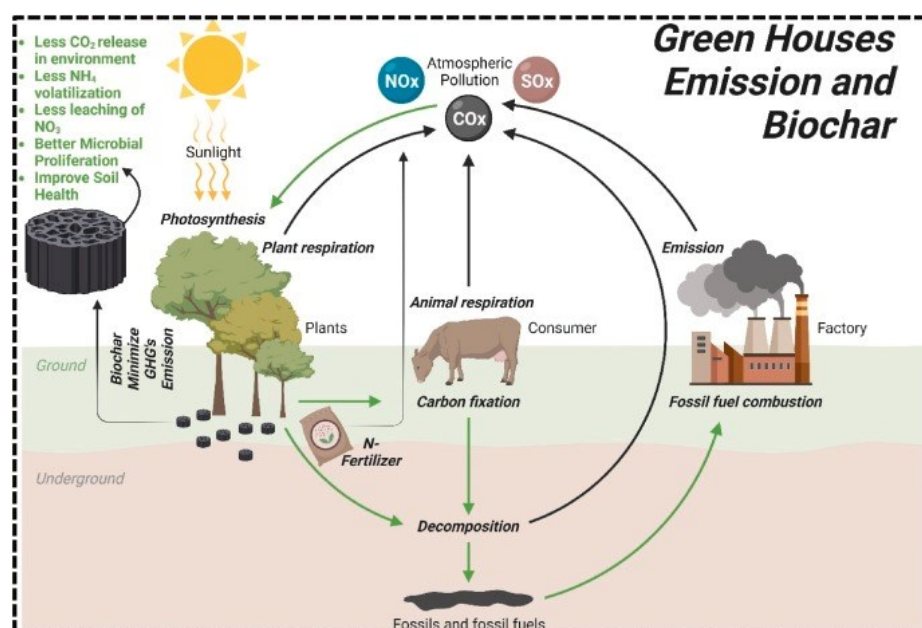 Green Houses
Emission and
Biochar
• Less CO₂ release
in environment
• Less NH₄
volatilization
• Less leaching of
NO₃
• Better Microbial
Proliferation
• Improve Soil
Health
Sunlight
NOx
Atmospheric
Pollution
SOx
COx
Photosynthesis
Plant respiration
Emission
Animal respiration
Plants
Consumer
Factory
Biochar
Minimize
GHG's
Emission
Ground
Carbon fixation
Fossil fuel combustion
N-
Fertilizer
Underground
Decomposition
Fossils and fossil fuels